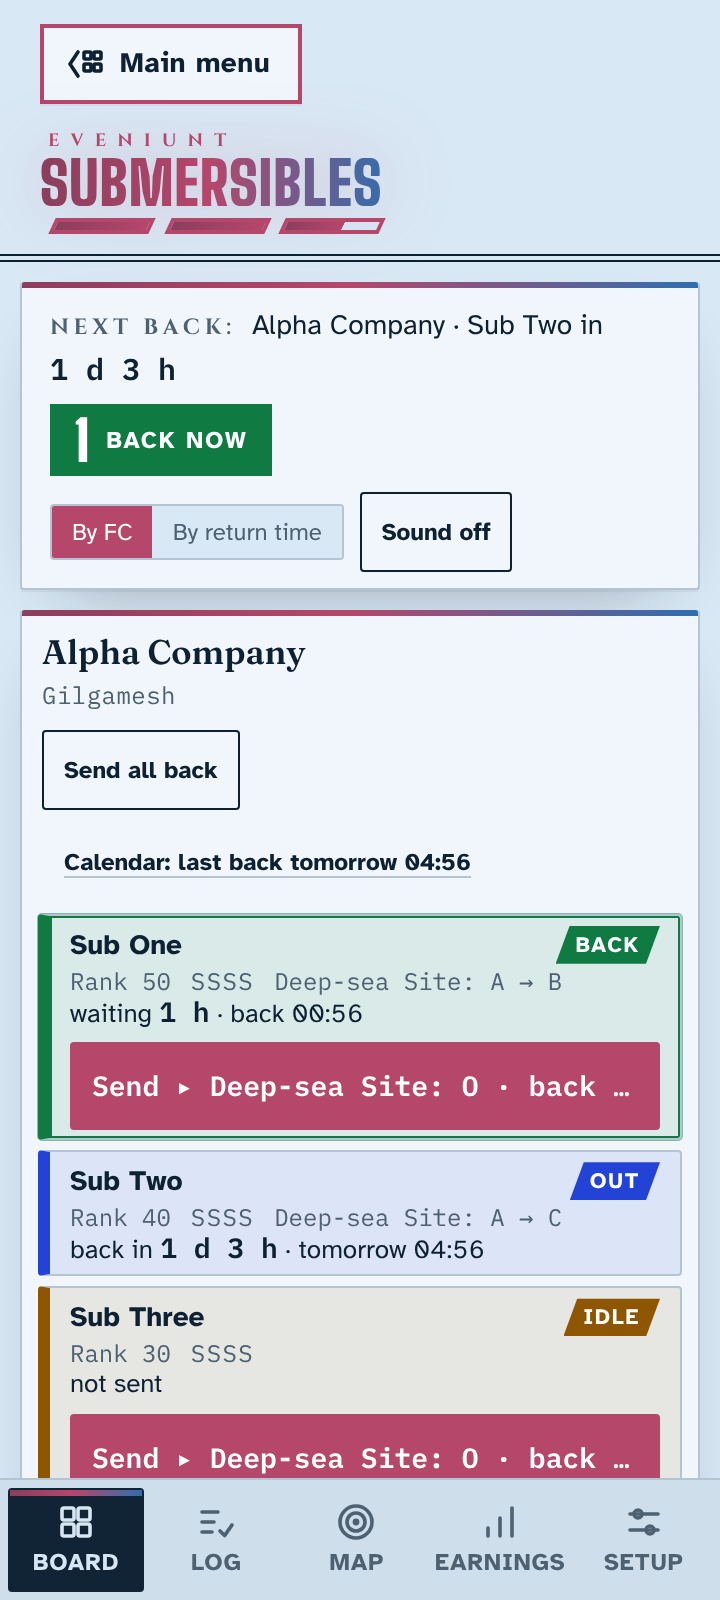 Main menu
EVENIUNT
SUBMERSIBLES
NEXT BACK: Alpha Company · Sub Two in
1 d 3 h
1 BACK NOW
By FC By return time Sound off
Alpha Company
Gilgamesh
Send all back
Calendar: last back tomorrow 04:56
Sub One BACK
Rank 50 SSSS Deep-sea Site: A → B
waiting 1 h · back 00:56
Send ▸ Deep-sea Site: O · back …
Sub Two OUT
Rank 40 SSSS Deep-sea Site: A → C
back in 1 d 3 h · tomorrow 04:56
Sub Three IDLE
Rank 30 SSSS
not sent
Send ▸ Deep-sea Site: O · back …
BOARD LOG MAP EARNINGS SETUP